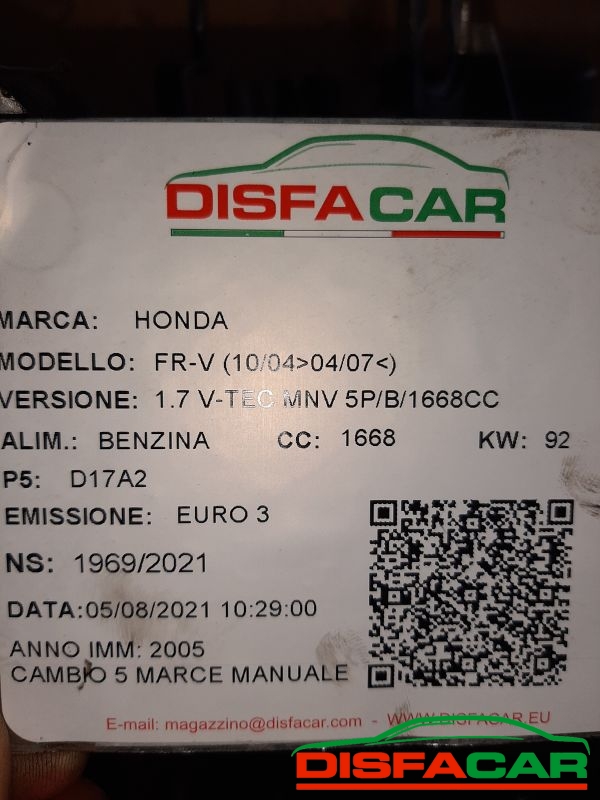 DISFACAR
MARCA: HONDA
MODELLO: FR-V (10/04>04/07<)
VERSIONE: 1.7 V-TEC MNV 5P/B/1668CC
ALIM.: BENZINA CC: 1668 KW: 92
P5: D17A2
EMISSIONE: EURO 3
NS: 1969/2021
DATA:05/08/2021 10:29:00
ANNO IMM: 2005
CAMBIO 5 MARCE MANUALE
E-mail: magazzino@disfacar.com - WWW.DISFACAR.EU
DISFACAR